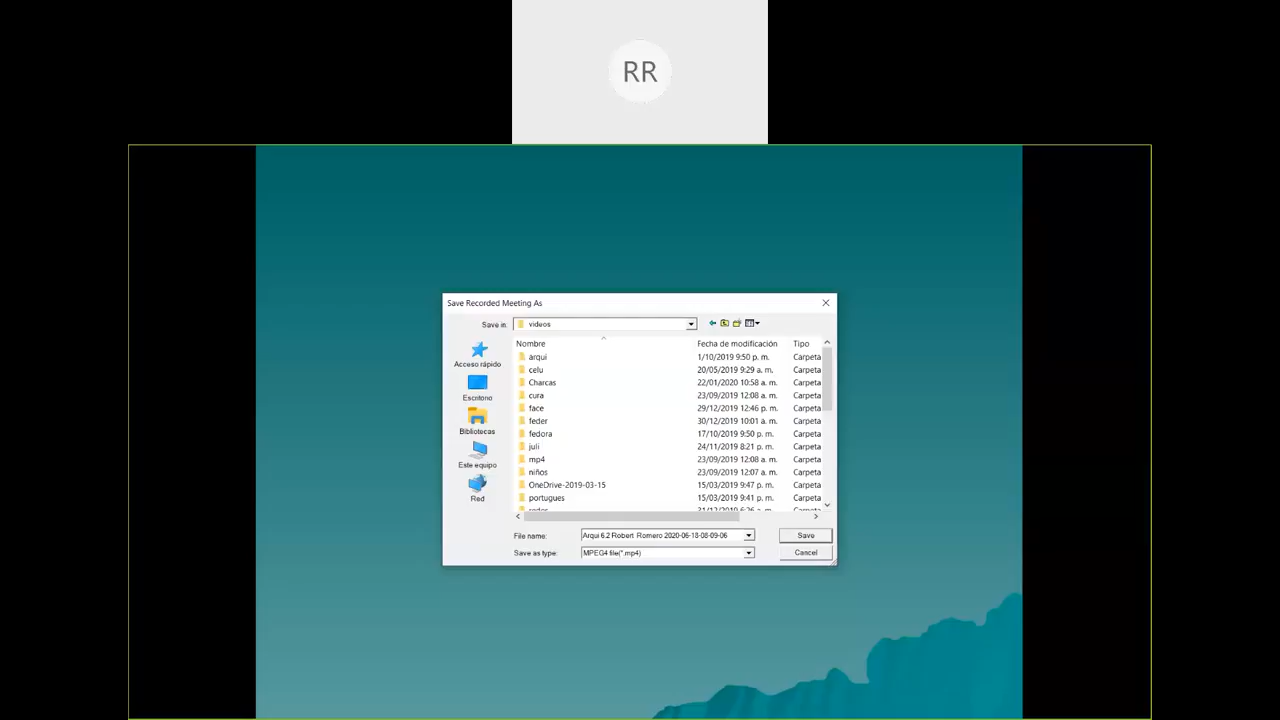 RR
Save Recorded Meeting As
Save in: videos
Nombre Fecha de modificación Tipo
arqui 1/10/2019 9:50 p. m. Carpeta
celu 20/05/2019 9:29 a. m. Carpeta
Charcas 22/01/2020 10:58 a. m. Carpeta
cura 23/09/2019 12:08 a. m. Carpeta
face 29/12/2019 12:46 p. m. Carpeta
feder 30/12/2019 10:01 a. m. Carpeta
fedora 17/10/2019 9:50 p. m. Carpeta
juli 24/11/2019 8:21 p. m. Carpeta
mp4 23/09/2019 12:08 a. m. Carpeta
niños 23/09/2019 12:07 a. m. Carpeta
OneDrive-2019-03-15 15/03/2019 9:47 p. m. Carpeta
portugues 15/03/2019 9:41 p. m. Carpeta
Acceso rápido
Escritorio
Bibliotecas
Este equipo
Red
File name: Arqui 6.2 Robert Romero 2020-06-18-08-09-06 Save
Save as type: MPEG4 file(*.mp4) Cancel